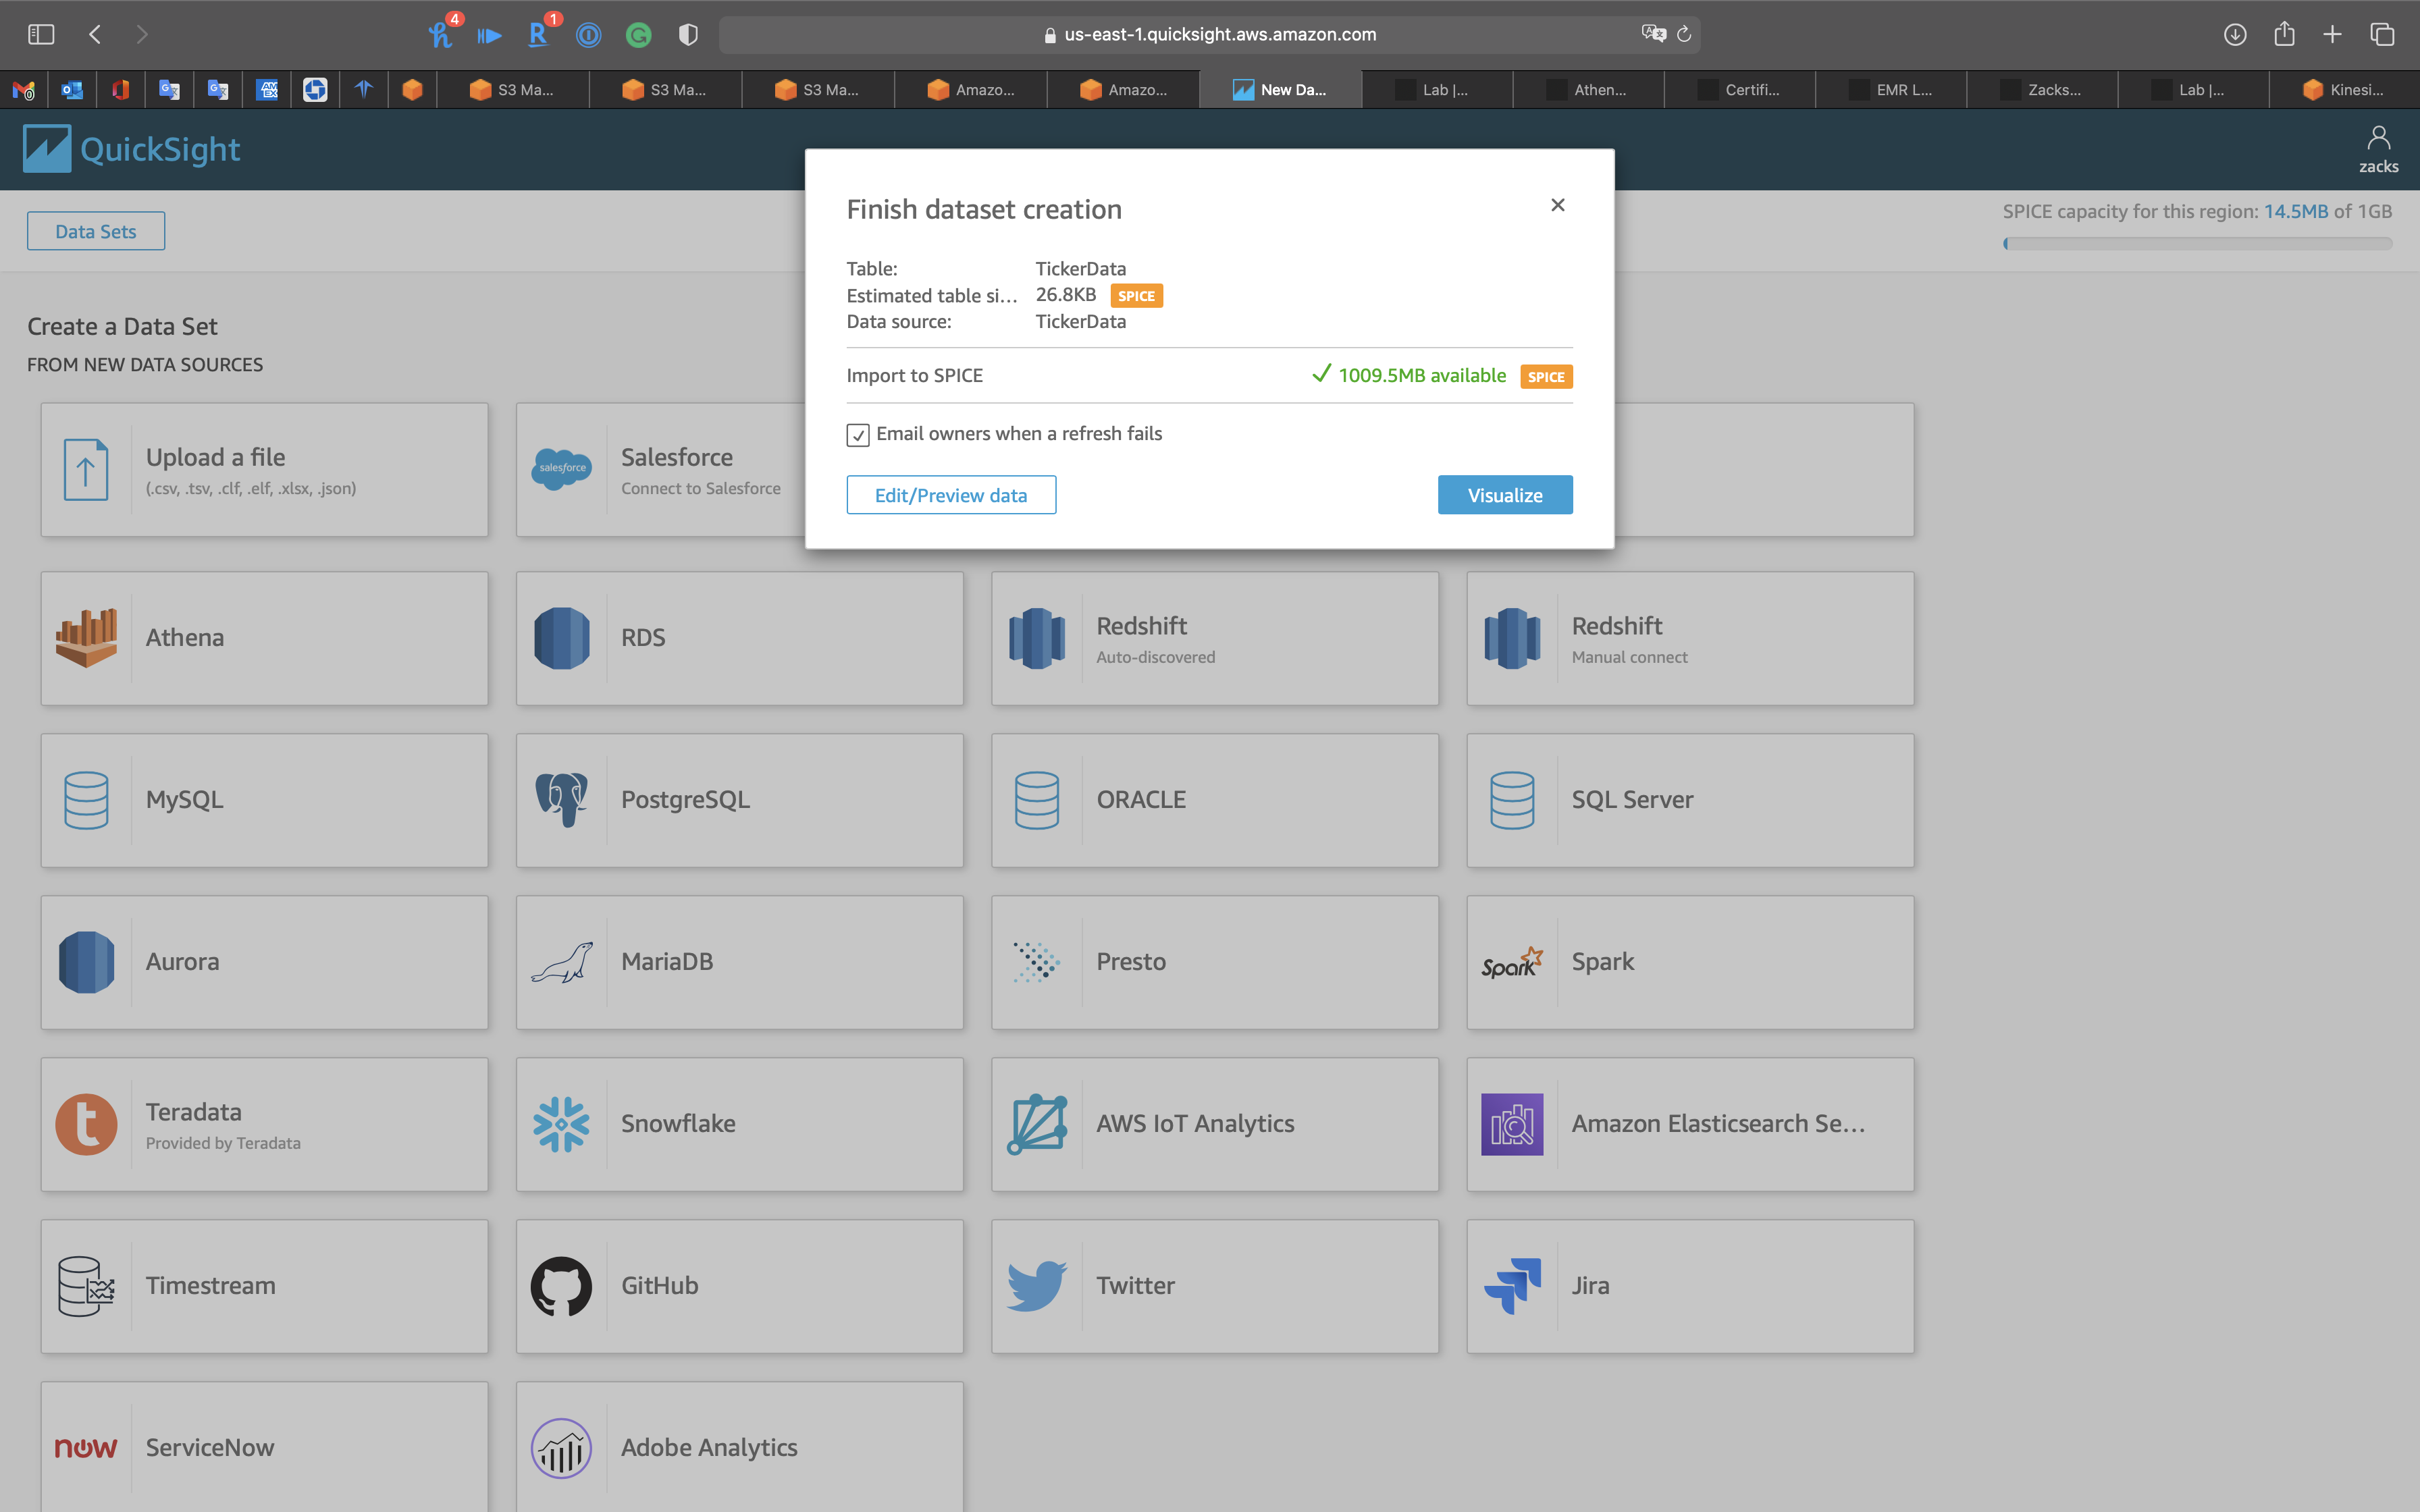 4
1
us-east-1.quicksight.aws.amazon.com
S3 Ma...
S3 Ma...
S3 Ma...
Amazo...
Amazo...
New Da...
Lab |...
Athen...
Certifi...
EMR L...
Zacks...
Lab |...
Kinesi...
QuickSight
zacks
Data Sets
SPICE capacity for this region: 14.5MB of 1GB
Finish dataset creation
Table: TickerData
Estimated table si... 26.8KB SPICE
Data source: TickerData
Import to SPICE
1009.5MB available SPICE
Email owners when a refresh fails
Edit/Preview data
Visualize
Create a Data Set
FROM NEW DATA SOURCES
Upload a file
(.csv, .tsv, .clf, .elf, .xlsx, .json)
salesforce
Salesforce
Connect to Salesforce
Athena
RDS
Redshift
Auto-discovered
Redshift
Manual connect
MySQL
PostgreSQL
ORACLE
SQL Server
Aurora
MariaDB
Presto
Spark
Spark
Teradata
Provided by Teradata
Snowflake
AWS IoT Analytics
Amazon Elasticsearch Se...
Timestream
GitHub
Twitter
Jira
now
ServiceNow
Adobe Analytics